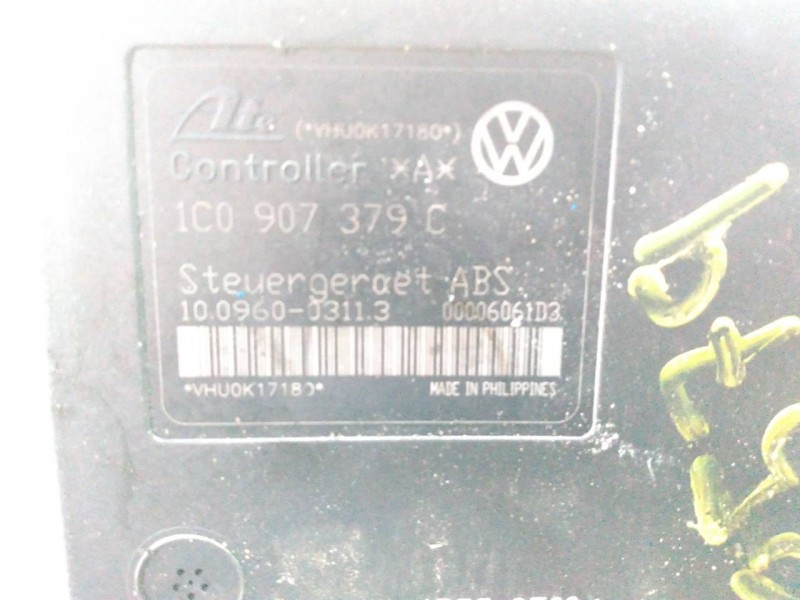 Ate (*VHU0K17180*)
Controller *A*
1C0 907 379 C
Steuergeraet ABS
10.0960-0311.3 00006061D3
*VHU0K17180*
MADE IN PHILIPPINES